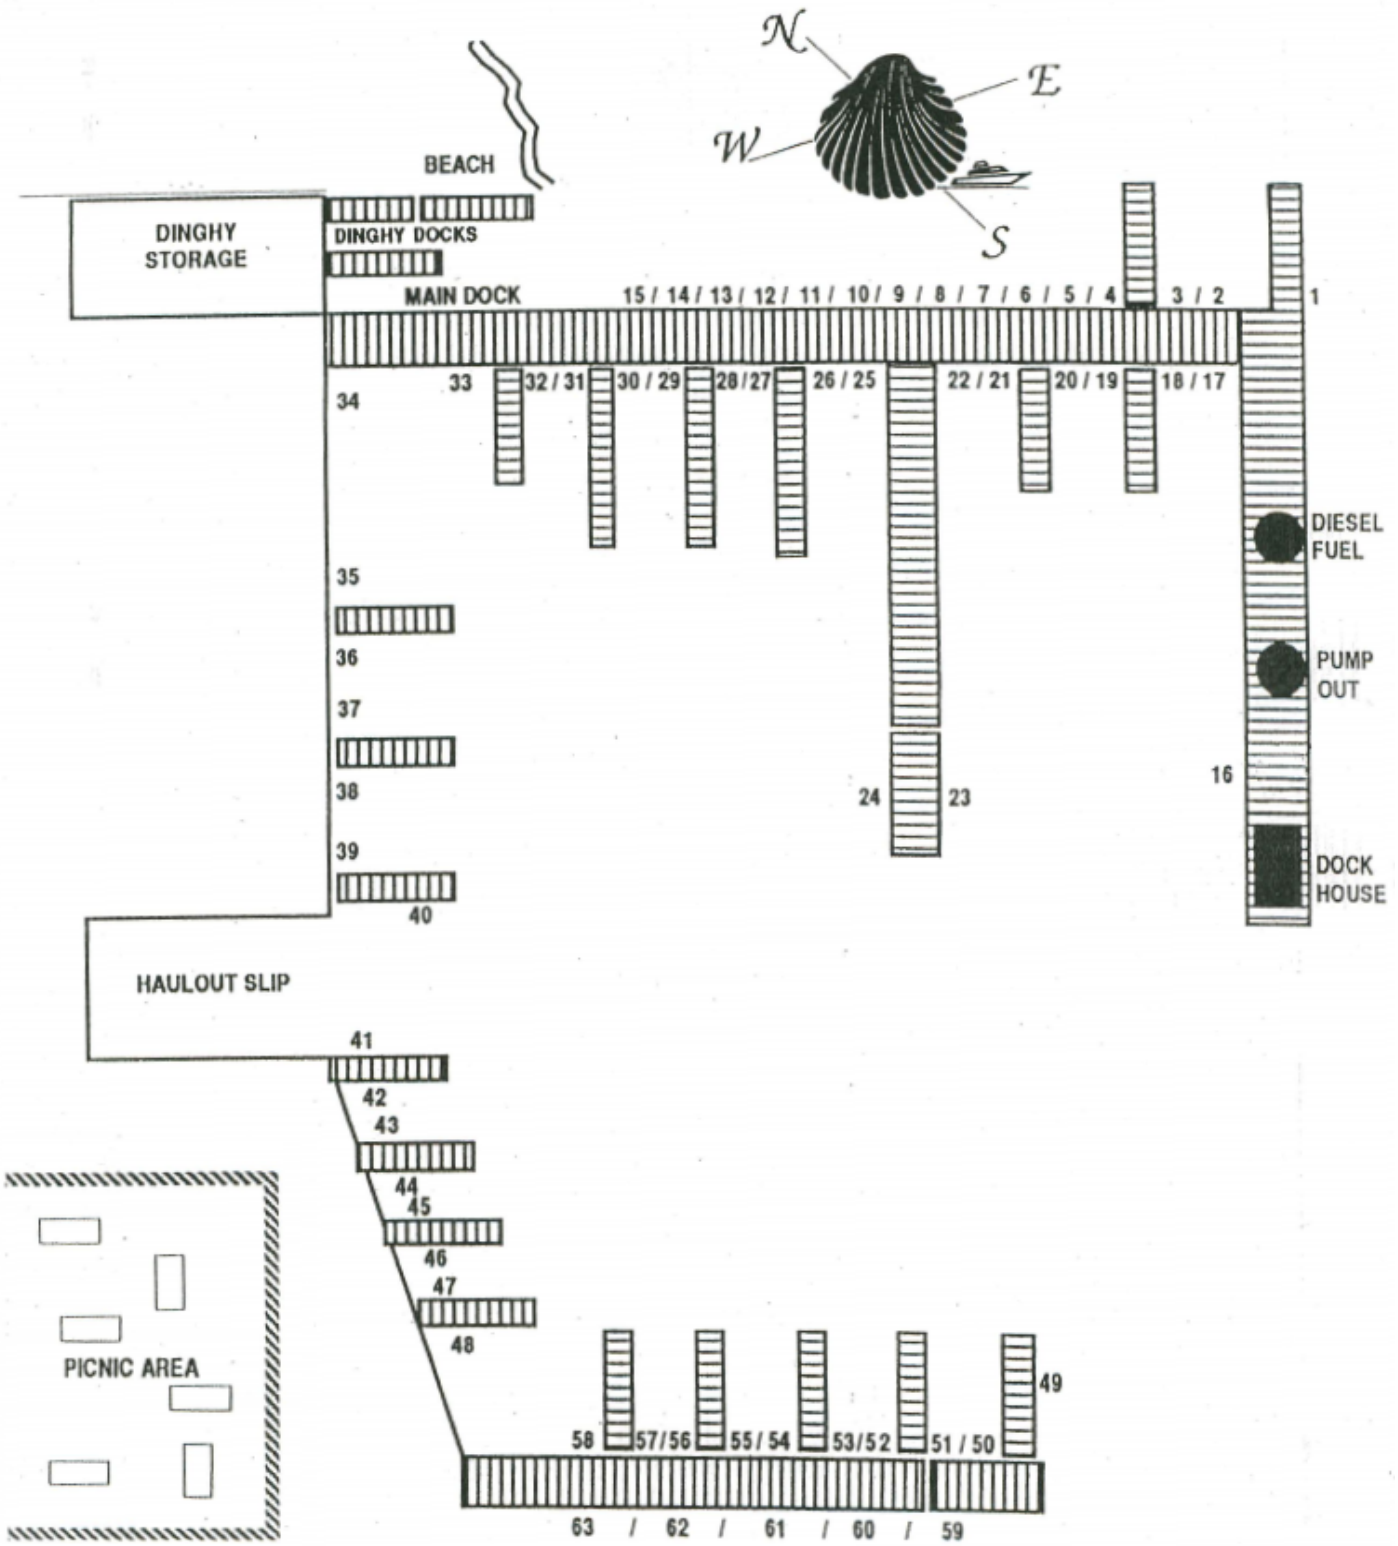 N
E
W
S
BEACH
DINGHY
STORAGE
DINGHY DOCKS
MAIN DOCK
15 / 14 / 13 / 12 / 11 / 10 / 9 / 8 / 7 / 6 / 5 / 4
3 / 2
1
33
32 / 31
30 / 29
28/27
26 / 25
22 / 21
20 / 19
18 / 17
34
DIESEL
FUEL
35
36
PUMP
OUT
37
16
38
24
23
39
DOCK
HOUSE
40
HAULOUT SLIP
41
42
43
44
45
46
47
48
PICNIC AREA
49
58
57/56
55/ 54
53/52
51 / 50
63 / 62 / 61 / 60 / 59